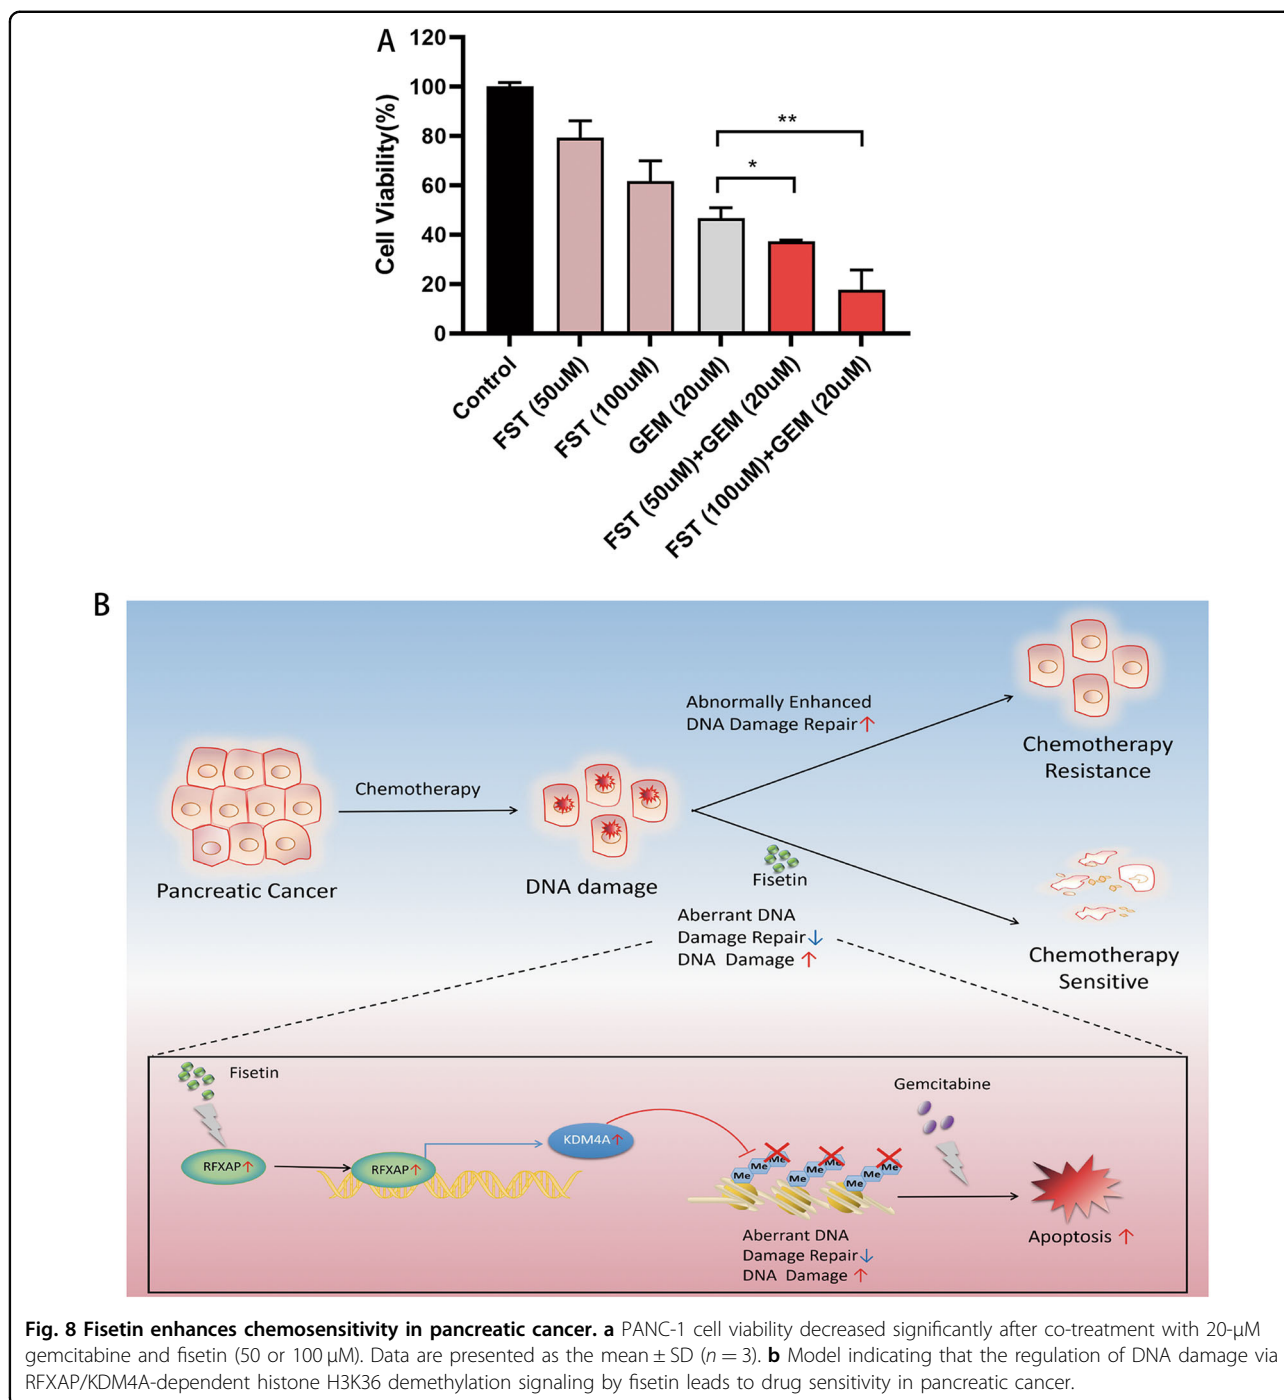 A
120
100
80
60
40
20
0
Cell Viability(%)
**
*
Control
FST (50uM)
FST (100uM)
GEM (20uM)
FST (50uM)+GEM (20uM)
FST (100uM)+GEM (20uM)
B
Pancreatic Cancer
Chemotherapy
DNA damage
Abnormally Enhanced
DNA Damage Repair↑
Chemotherapy
Resistance
Fisetin
Aberrant DNA
Damage Repair↓
DNA Damage ↑
Chemotherapy
Sensitive
Fisetin
RFXAP↑
RFXAP↑
KDM4A↑
Me Me Me
Me Me Me
Me Me Me
Aberrant DNA
Damage Repair↓
DNA Damage ↑
Gemcitabine
Apoptosis ↑
Fig. 8 Fisetin enhances chemosensitivity in pancreatic cancer. a PANC-1 cell viability decreased significantly after co-treatment with 20-μM
gemcitabine and fisetin (50 or 100 μM). Data are presented as the mean ± SD (n = 3). b Model indicating that the regulation of DNA damage via
RFXAP/KDM4A-dependent histone H3K36 demethylation signaling by fisetin leads to drug sensitivity in pancreatic cancer.